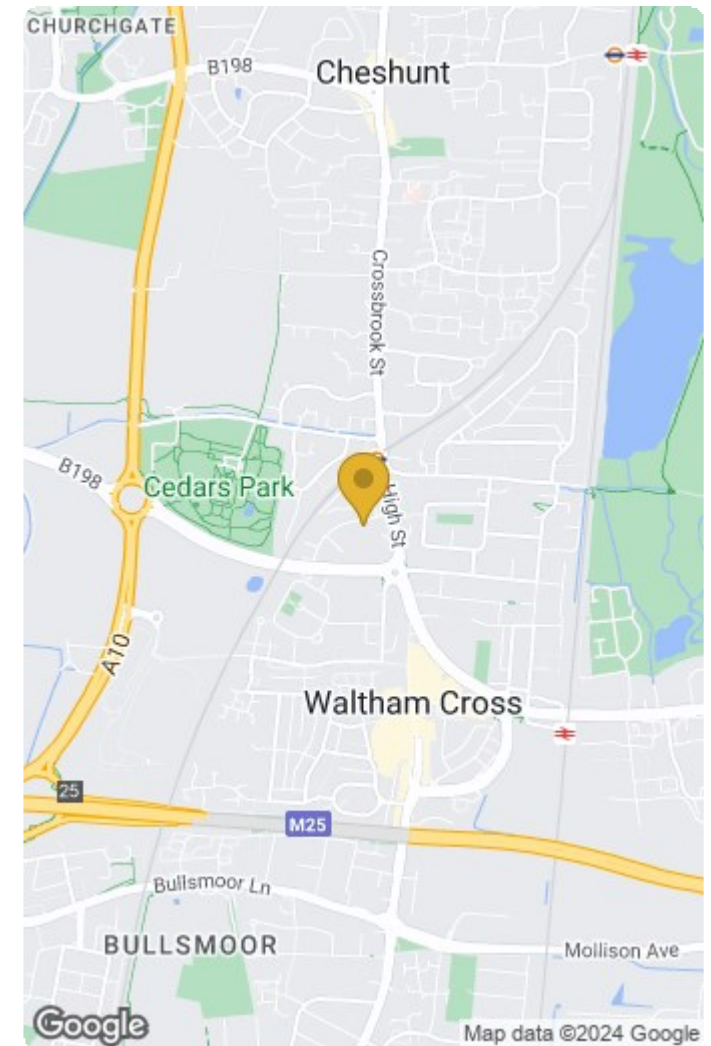 CHURCHGATE
B198
Cheshunt
Crossbrook St
B198
Cedars Park
High St
A10
Waltham Cross
25
M25
Bullsmoor Ln
BULLSMOOR
Mollison Ave
Google
Map data ©2024 Google